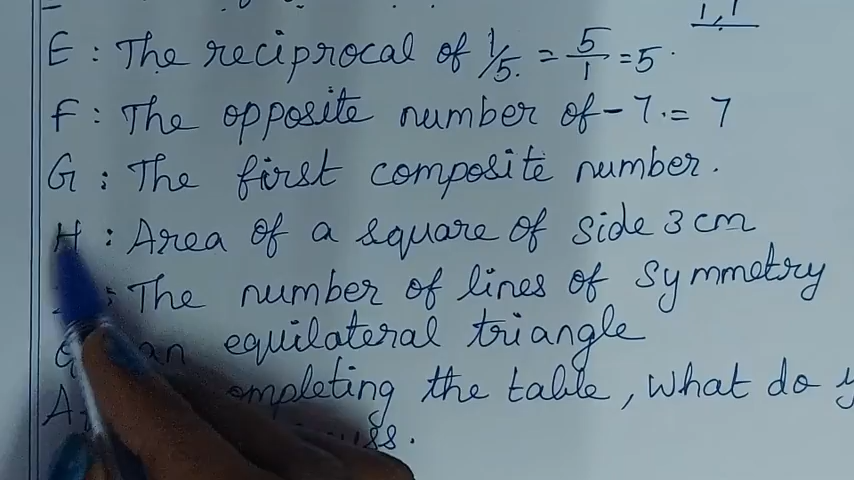 E : The reciprocal of 1/5. = 5/1 = 5.
F : The opposite number of - 7. = 7
G : The first composite number.
H : Area of a square of side 3 cm
: The number of lines of symmetry
an equilateral triangle
the table, what do